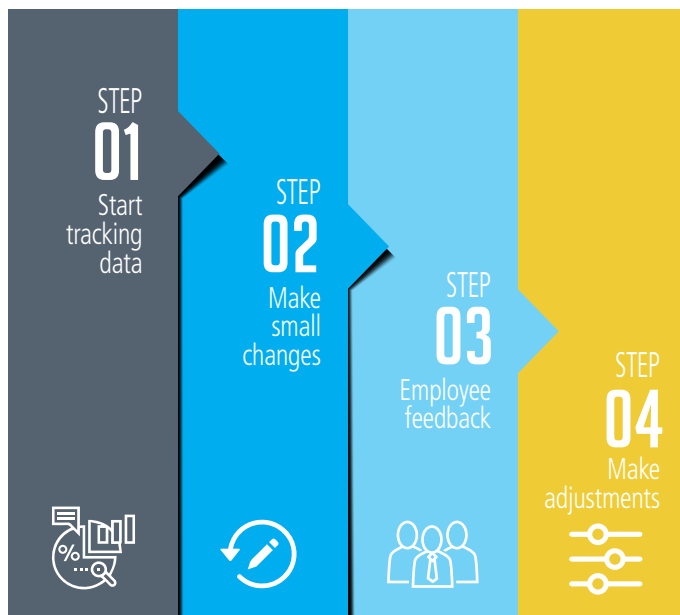 STEP
01
Start
tracking
data
STEP
02
Make
small
changes
STEP
03
Employee
feedback
STEP
04
Make
adjustments
%